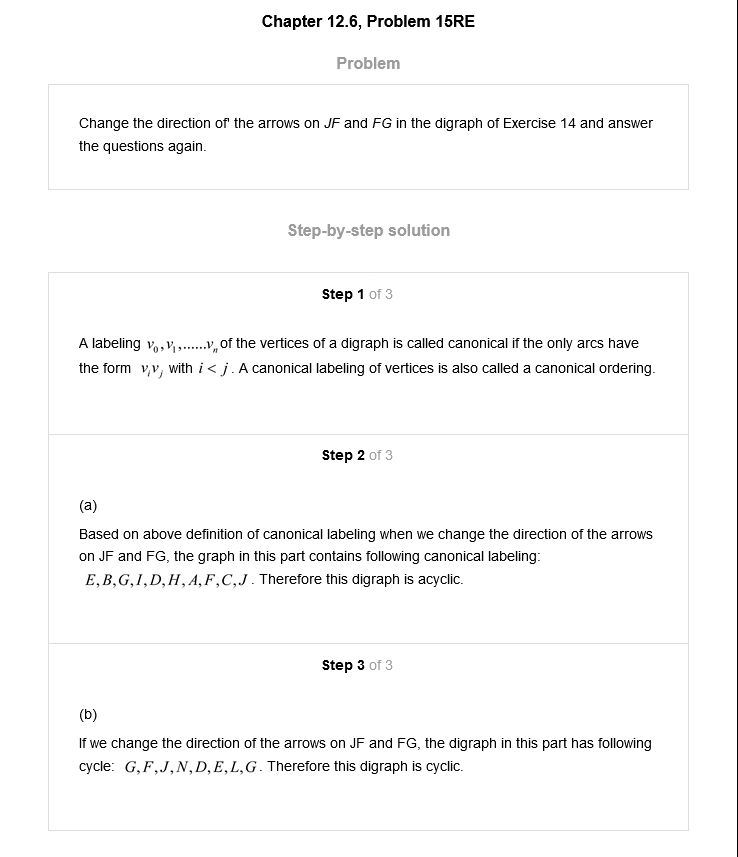 Chapter 12.6, Problem 15RE
Problem
Change the direction of' the arrows on JF and FG in the digraph of Exercise 14 and answer
the questions again.
Step-by-step solution
Step 1 of 3
A labeling v₀,v₁,......vₙ of the vertices of a digraph is called canonical if the only arcs have
the form vᵢvⱼ with i < j. A canonical labeling of vertices is also called a canonical ordering.
Step 2 of 3
(a)
Based on above definition of canonical labeling when we change the direction of the arrows
on JF and FG, the graph in this part contains following canonical labeling:
E,B,G,I,D,H,A,F,C,J. Therefore this digraph is acyclic.
Step 3 of 3
(b)
If we change the direction of the arrows on JF and FG, the digraph in this part has following
cycle: G,F,J,N,D,E,L,G. Therefore this digraph is cyclic.